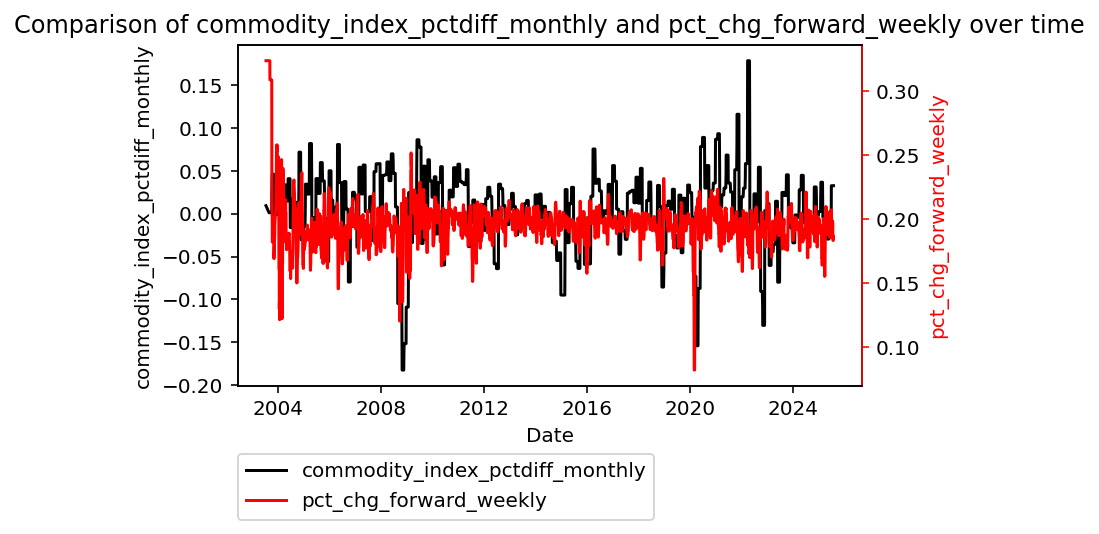 Comparison of commodity_index_pctdiff_monthly and pct_chg_forward_weekly over time
commodity_index_pctdiff_monthly
0.15
0.10
0.05
0.00
−0.05
−0.10
−0.15
−0.20
0.30
0.25
0.20
0.15
0.10
pct_chg_forward_weekly
2004 2008 2012 2016 2020 2024
Date
commodity_index_pctdiff_monthly
pct_chg_forward_weekly